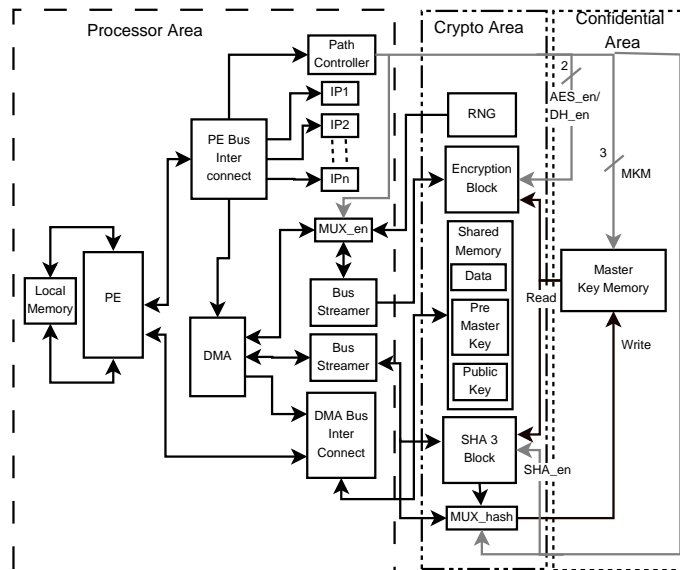 Processor Area
Crypto Area
Confidential
Area
Path
Controller
2
AES_en/
DH_en
IP1
IP2
IPn
PE Bus
Inter
connect
RNG
3
MKM
Encryption
Block
MUX_en
Shared
Memory
Data
Pre
Master
Key
Public
Key
Local
Memory
PE
Bus
Streamer
Read
Master
Key Memory
Write
DMA
Bus
Streamer
DMA Bus
Inter
Connect
SHA 3
Block
SHA_en
MUX_hash